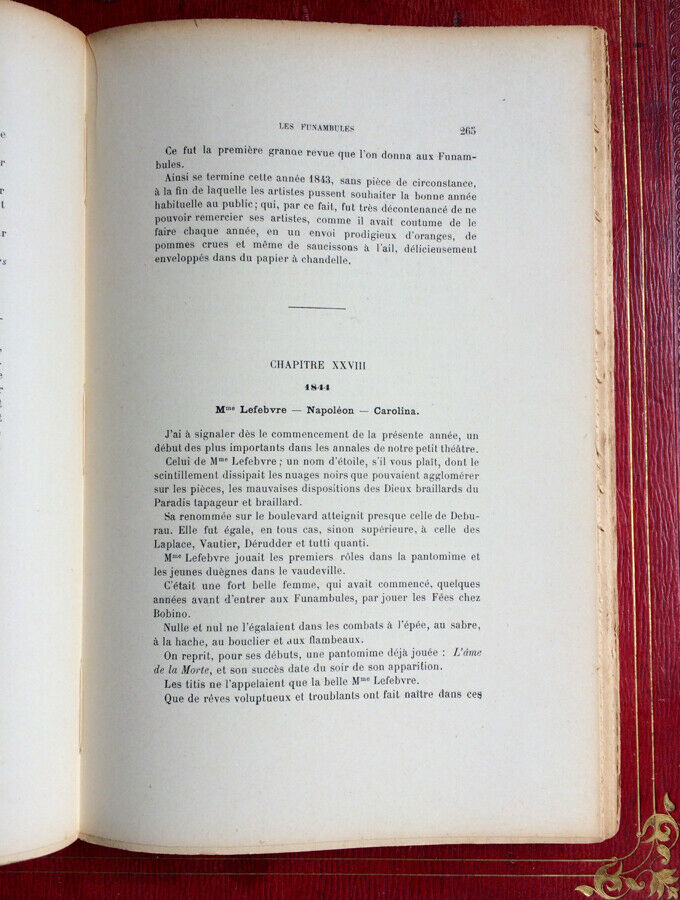 LES FUNAMBULES 265
Ce fut la première grande revue que l'on donna aux Funam-
bules.
Ainsi se termine cette année 1843, sans pièce de circonstance,
à la fin de laquelle les artistes pussent souhaiter la bonne année
habituelle au public; qui, par ce fait, fut très décontenancé de ne
pouvoir remercier ses artistes, comme il avait coutume de le
faire chaque année, en un envoi prodigieux d'oranges, de
pommes crues et même de saucissons à l'ail, délicieusement
enveloppés dans du papier à chandelle.
CHAPITRE XXVIII
1844
Mme Lefebvre — Napoléon — Carolina.
J'ai à signaler dès le commencement de la présente année, un
début des plus importants dans les annales de notre petit théâtre.
Celui de Mme Lefebvre; un nom d'étoile, s'il vous plaît, dont le
scintillement dissipait les nuages noirs que pouvaient agglomérer
sur les pièces, les mauvaises dispositions des Dieux braillards du
Paradis tapageur et braillard.
Sa renommée sur le boulevard atteignit presque celle de Debu-
rau. Elle fut égale, en tous cas, sinon supérieure, à celle des
Laplace, Vautier, Dérudder et tutti quanti.
Mme Lefebvre jouait les premiers rôles dans la pantomime et
les jeunes duègnes dans le vaudeville.
C'était une fort belle femme, qui avait commencé, quelques
années avant d'entrer aux Funambules, par jouer les Fées chez
Bobino.
Nulle et nul ne l'égalaient dans les combats à l'épée, au sabre,
à la hache, au bouclier et aux flambeaux.
On reprit, pour ses débuts, une pantomime déjà jouée : L'âme
de la Morte, et son succès date du soir de son apparition.
Les titis ne l'appelaient que la belle Mme Lefebvre.
Que de rêves voluptueux et troublants ont fait naître dans ces
e
r
r
t
r
s